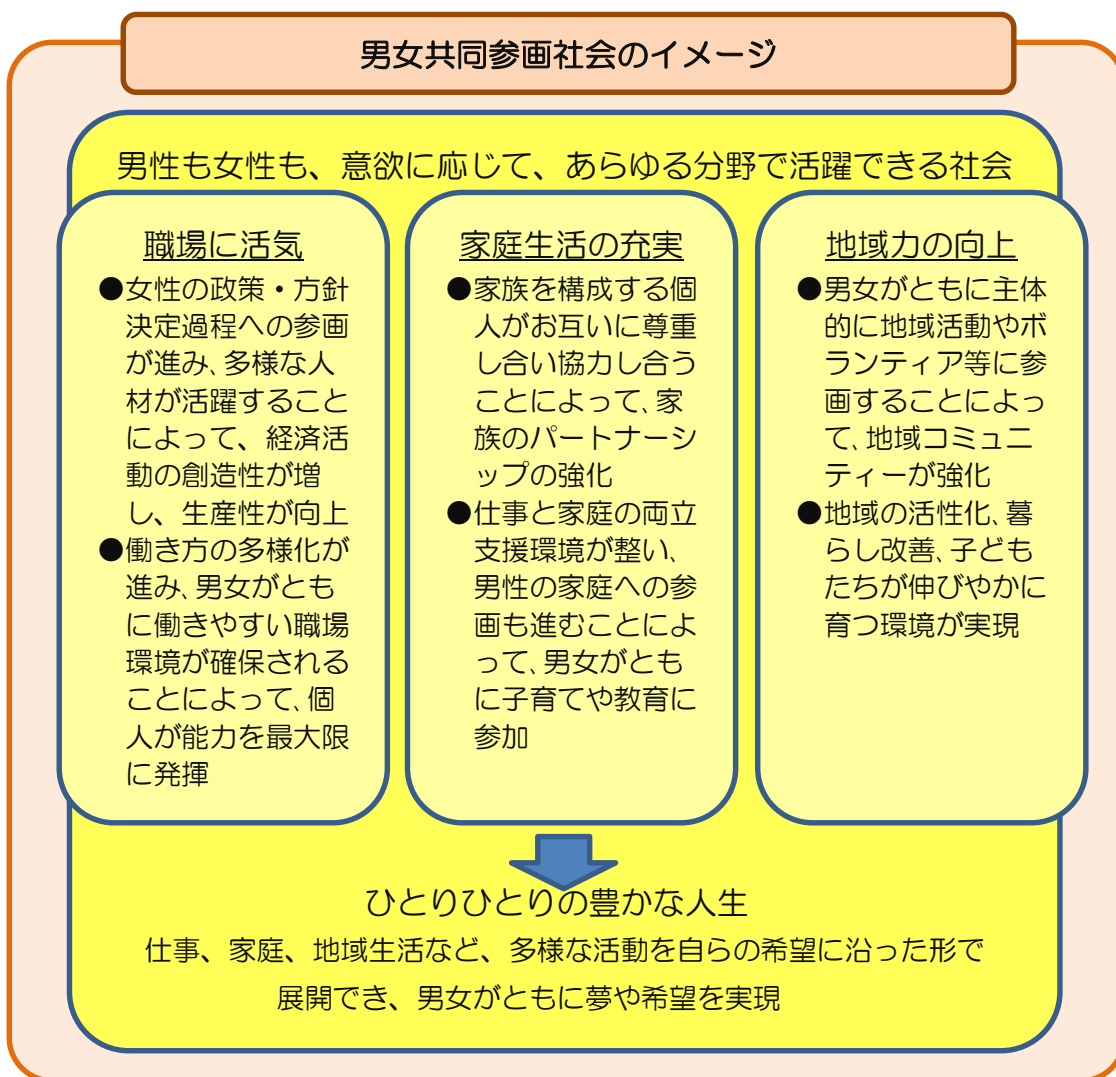 男女共同参画社会のイメージ
男性も女性も、意欲に応じて、あらゆる分野で活躍できる社会
職場に活気
●女性の政策・方針
決定過程への参画
が進み、多様な人
材が活躍すること
によって、経済活
動の創造性が増
し、生産性が向上
●働き方の多様化が
進み、男女がとも
に働きやすい職場
環境が確保される
ことによって、個
人が能力を最大限
に発揮
家庭生活の充実
●家族を構成する個
人がお互いに尊重
し合い協力し合う
ことによって、家
族のパートナーシ
ップの強化
●仕事と家庭の両立
支援環境が整い、
男性の家庭への参
画も進むことによ
って、男女がとも
に子育てや教育に
参加
地域力の向上
●男女がともに主体
的に地域活動やボ
ランティア等に参
画することによっ
て、地域コミュニ
ティーが強化
●地域の活性化、暮
らし改善、子ども
たちが伸びやかに
育つ環境が実現
ひとりひとりの豊かな人生
仕事、家庭、地域生活など、多様な活動を自らの希望に沿った形で
展開でき、男女がともに夢や希望を実現